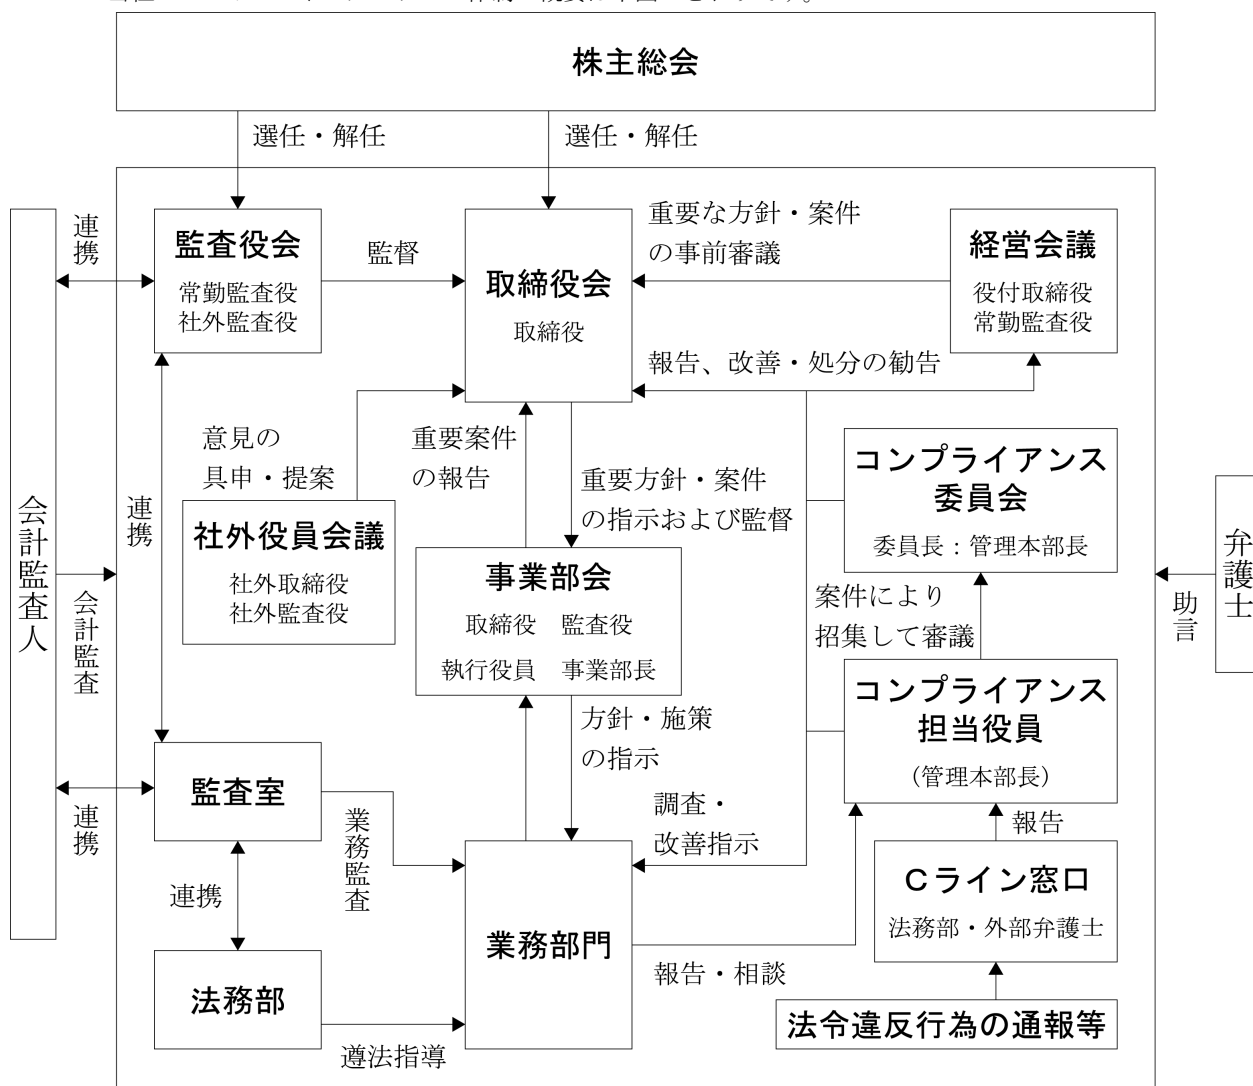 株主総会
選任・解任
選任・解任
連携
監査役会
常勤監査役
社外監査役
監督
取締役会
取締役
重要な方針・案件
の事前審議
経営会議
役付取締役
常勤監査役
報告、改善・処分の勧告
意見の
具申・提案
重要案件
の報告
重要方針・案件
の指示および監督
コンプライアンス
委員会
委員長：管理本部長
会計監査人
会計監査
連携
社外役員会議
社外取締役
社外監査役
事業部会
取締役　監査役
執行役員　事業部長
案件により
招集して審議
弁護士
助言
コンプライアンス
担当役員
（管理本部長）
方針・施策
の指示
連携
監査室
業務監査
調査・
改善指示
報告
Ｃライン窓口
法務部・外部弁護士
連携
業務部門
報告・相談
法務部
遵法指導
法令違反行為の通報等